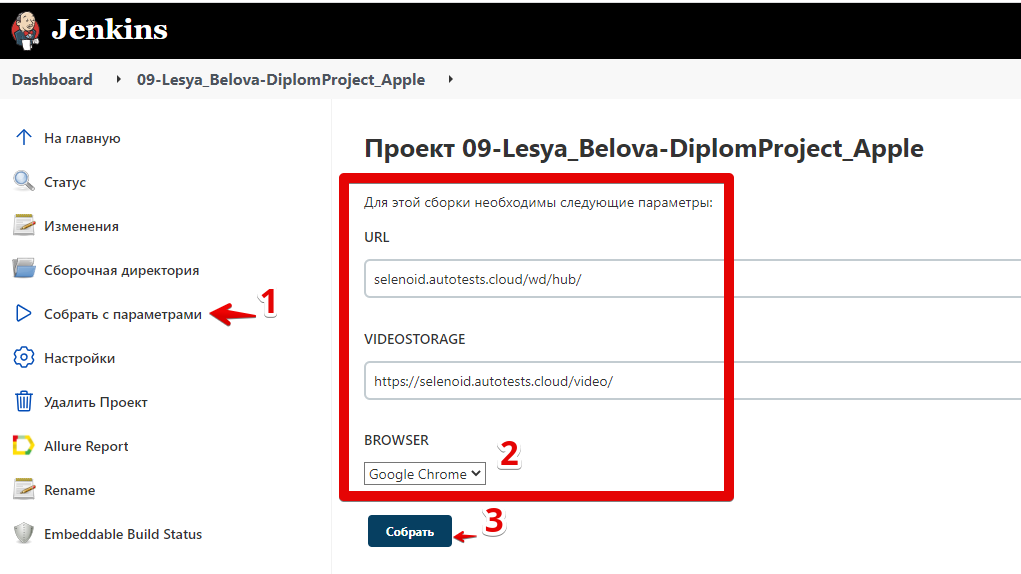 Jenkins
Dashboard
09-Lesya_Belova-DiplomProject_Apple
На главную
Статус
Изменения
Сборочная директория
Собрать с параметрами
1
Настройки
Удалить Проект
Allure Report
Rename
Embeddable Build Status
Проект 09-Lesya_Belova-DiplomProject_Apple
Для этой сборки необходимы следующие параметры:
URL
selenoid.autotests.cloud/wd/hub/
VIDEOSTORAGE
https://selenoid.autotests.cloud/video/
BROWSER
2
Google Chrome
Собрать
3